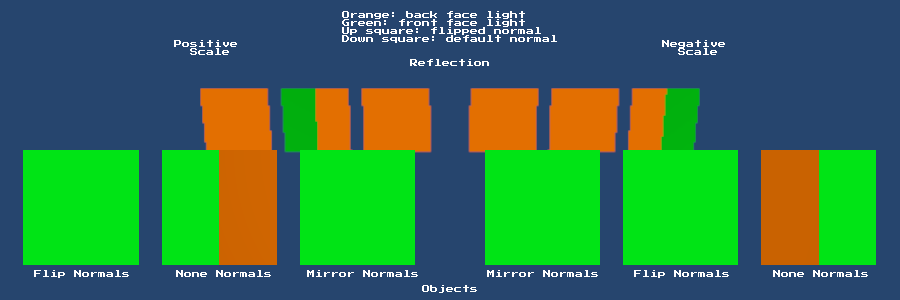 Orange: back face light
Green: front face light
Up square: flipped normal
Down square: default normal
Positive
Scale
Negative
Scale
Reflection
Flip Normals
None Normals
Mirror Normals
Mirror Normals
Flip Normals
None Normals
Objects